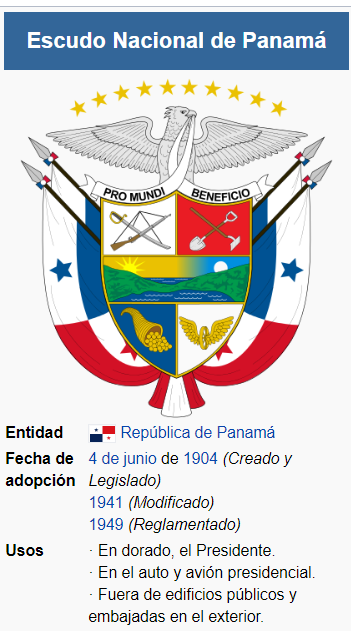 Escudo Nacional de Panamá
PRO MUNDI BENEFICIO
Entidad República de Panamá
Fecha de adopción 4 de junio de 1904 (Creado y
Legislado)
1941 (Modificado)
1949 (Reglamentado)
Usos · En dorado, el Presidente.
· En el auto y avión presidencial.
· Fuera de edificios públicos y
embajadas en el exterior.